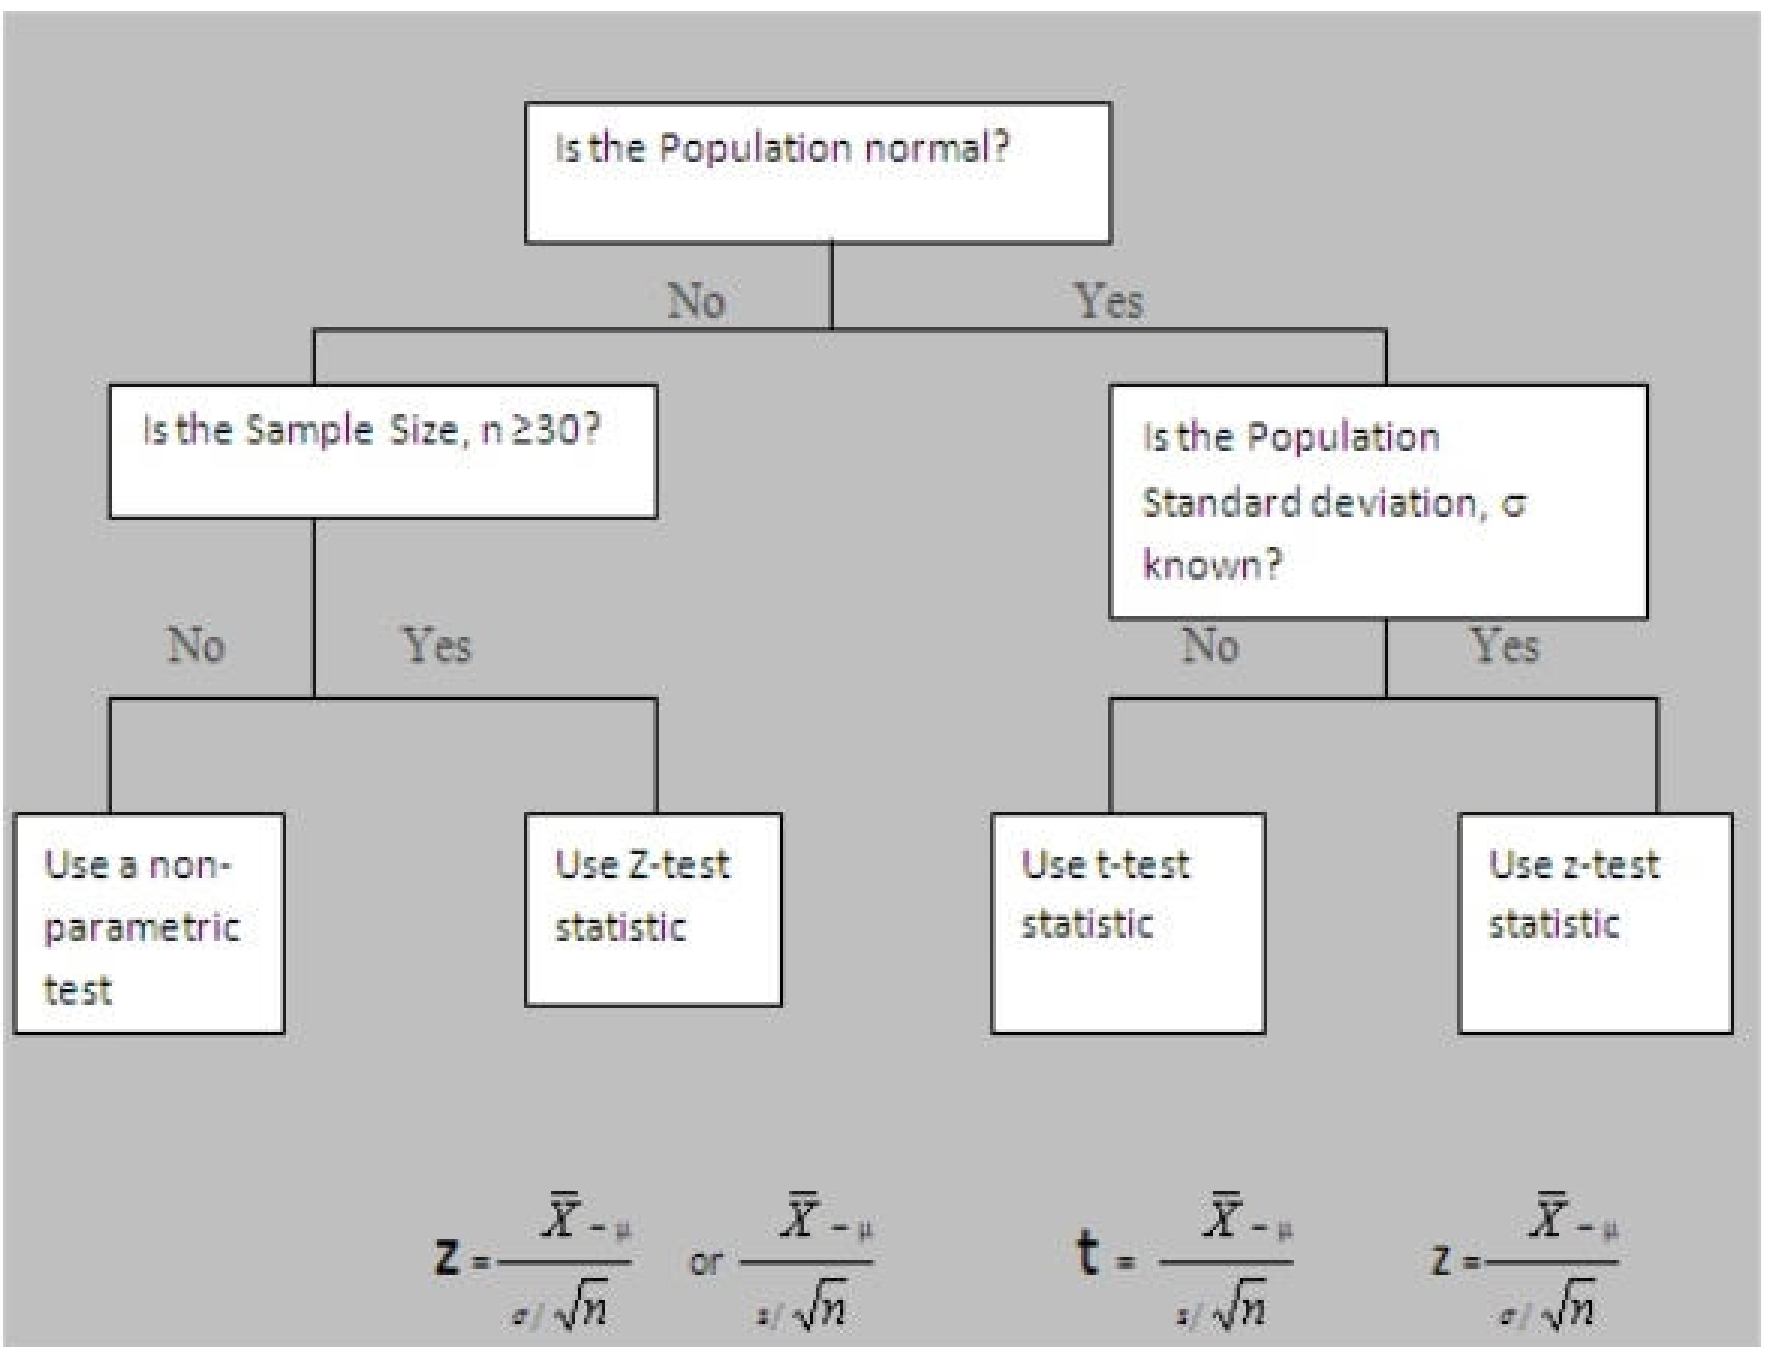 Is the Population normal?
No Yes
Is the Sample Size, n ≥30?
Is the Population
Standard deviation, σ
known?
No Yes
No Yes
Use a non-
parametric
test
Use Z-test
statistic
Use t-test
statistic
Use z-test
statistic
z = X̅ - μ / σ/√n or X̅ - μ / s/√n
t = X̅ - μ / s/√n
z = X̅ - μ / σ/√n